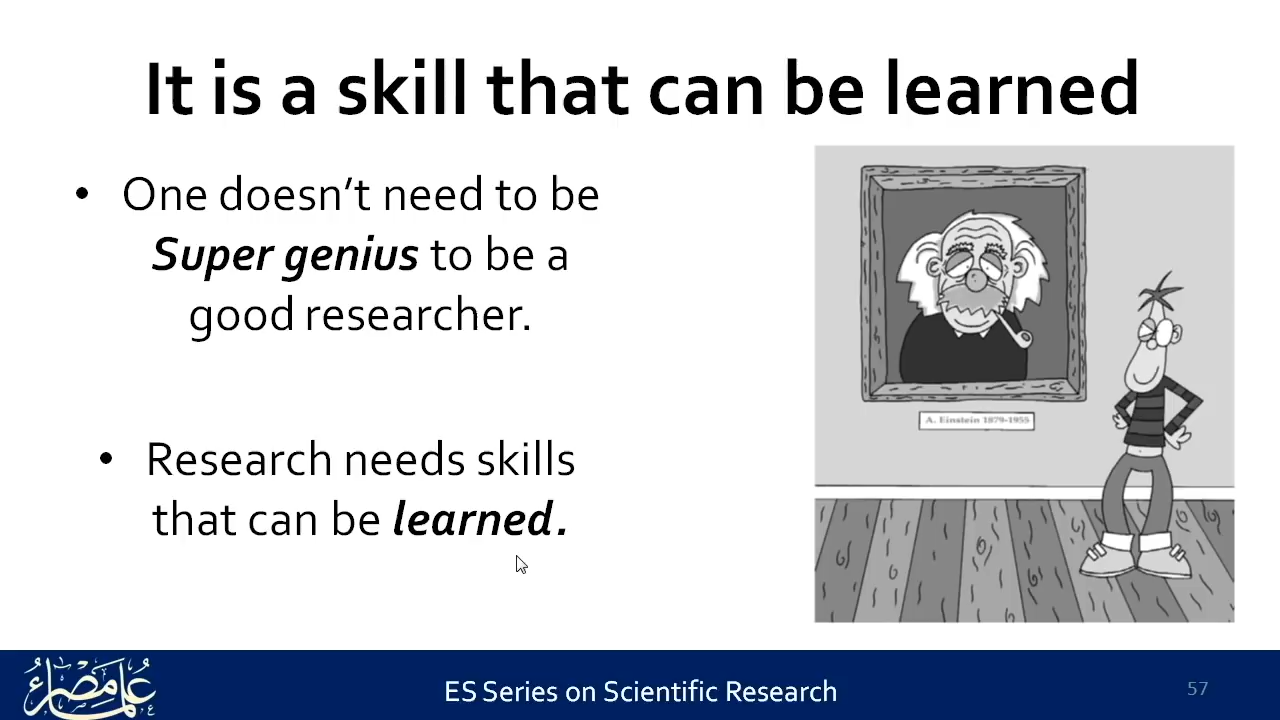 It is a skill that can be learned
• One doesn’t need to be
Super genius to be a
good researcher.
• Research needs skills
that can be learned.
A. Einstein 1879-1955
علماء مصر
ES Series on Scientific Research
57